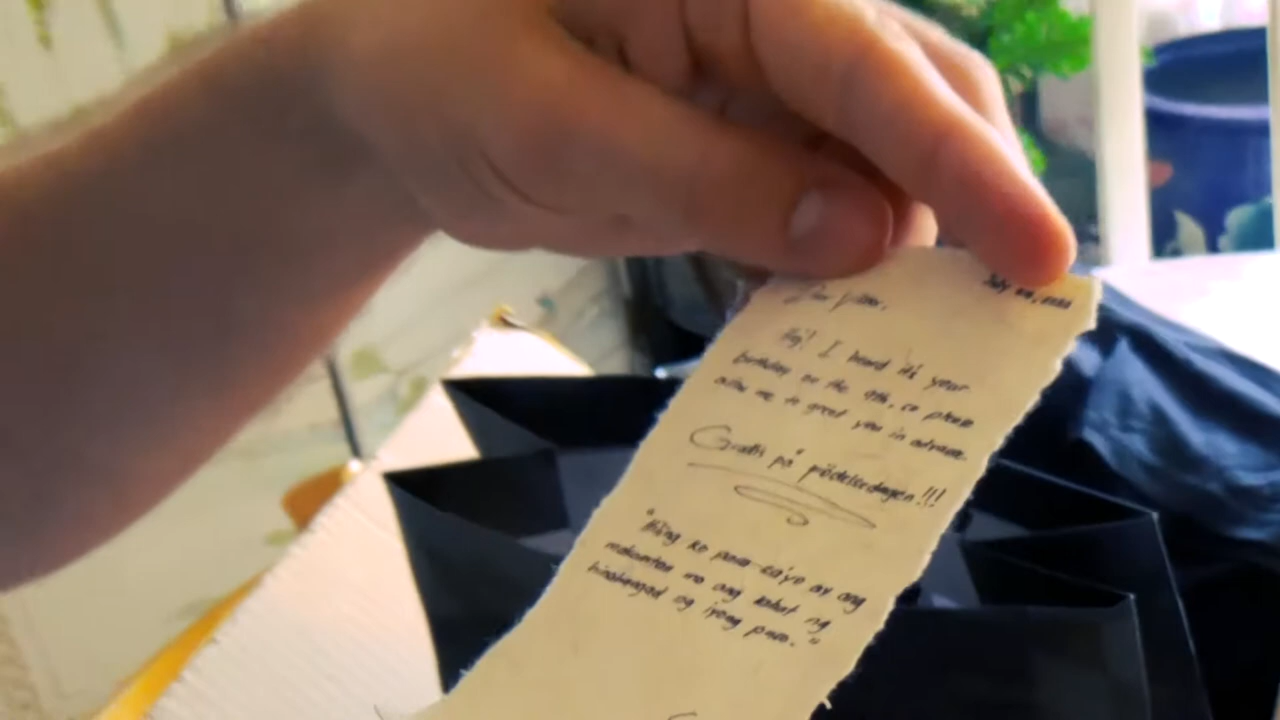 Hey! I heard it's your
birthday on the 9th, so please
allow me to greet you in advance.
Grattis på födelsedagen!!!
"Hiling ko para sa'yo ay ang
makamtan mo ang lahat ng
hinahangad ng iyong puso."